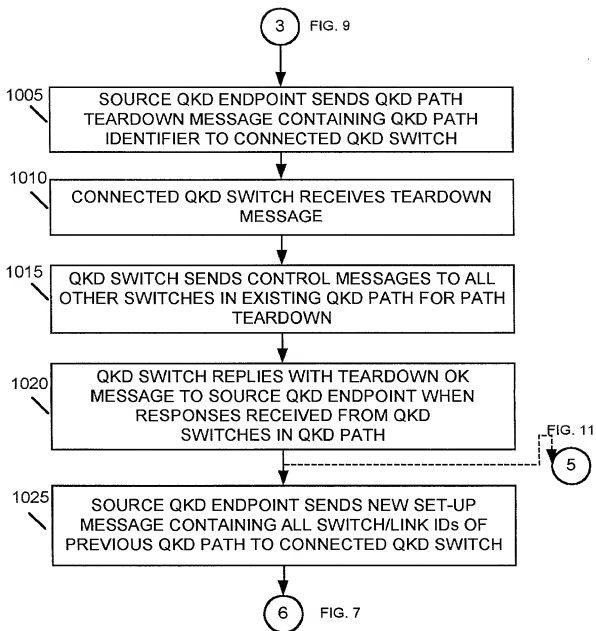 3 FIG. 9
1005
SOURCE QKD ENDPOINT SENDS QKD PATH
TEARDOWN MESSAGE CONTAINING QKD PATH
IDENTIFIER TO CONNECTED QKD SWITCH
1010
CONNECTED QKD SWITCH RECEIVES TEARDOWN
MESSAGE
1015
QKD SWITCH SENDS CONTROL MESSAGES TO ALL
OTHER SWITCHES IN EXISTING QKD PATH FOR PATH
TEARDOWN
1020
QKD SWITCH REPLIES WITH TEARDOWN OK
MESSAGE TO SOURCE QKD ENDPOINT WHEN
RESPONSES RECEIVED FROM QKD
SWITCHES IN QKD PATH
FIG. 11
5
1025
SOURCE QKD ENDPOINT SENDS NEW SET-UP
MESSAGE CONTAINING ALL SWITCH/LINK IDs OF
PREVIOUS QKD PATH TO CONNECTED QKD SWITCH
6 FIG. 7